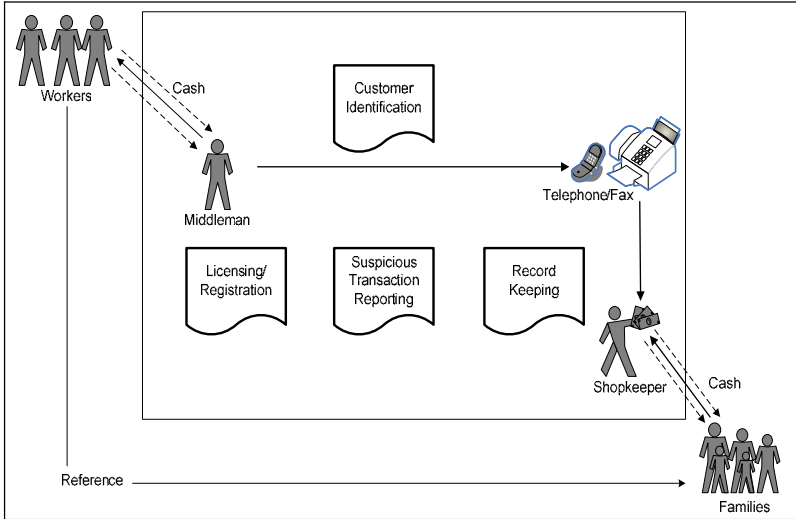 Workers
Cash
Customer
Identification
Middleman
Telephone/Fax
Licensing/
Registration
Suspicious
Transaction
Reporting
Record
Keeping
Shopkeeper
Cash
Reference
Families